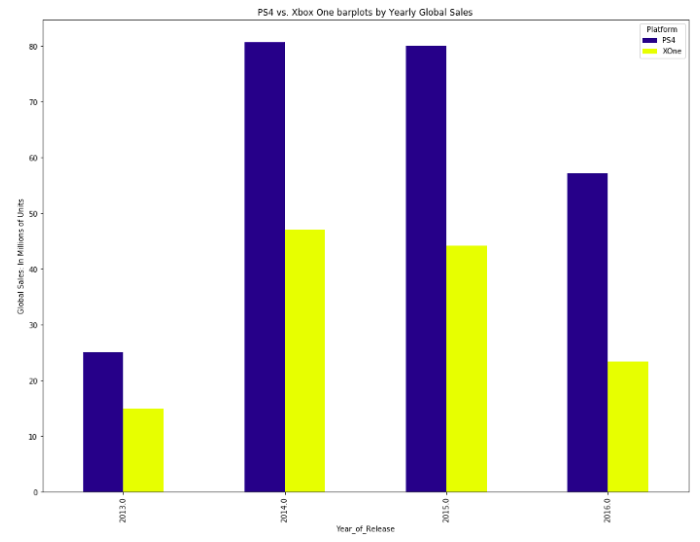 PS4 vs. Xbox One barplots by Yearly Global Sales
Platform
PS4
XOne
Global Sales: In Millions of Units
80
70
60
50
40
30
20
10
0
2013.0
2014.0
2015.0
2016.0
Year_of_Release